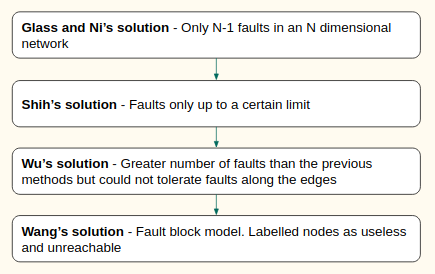 Glass and Ni’s solution - Only N-1 faults in an N dimensional
network
Shih’s solution - Faults only up to a certain limit
Wu’s solution - Greater number of faults than the previous
methods but could not tolerate faults along the edges
Wang’s solution - Fault block model. Labelled nodes as useless
and unreachable